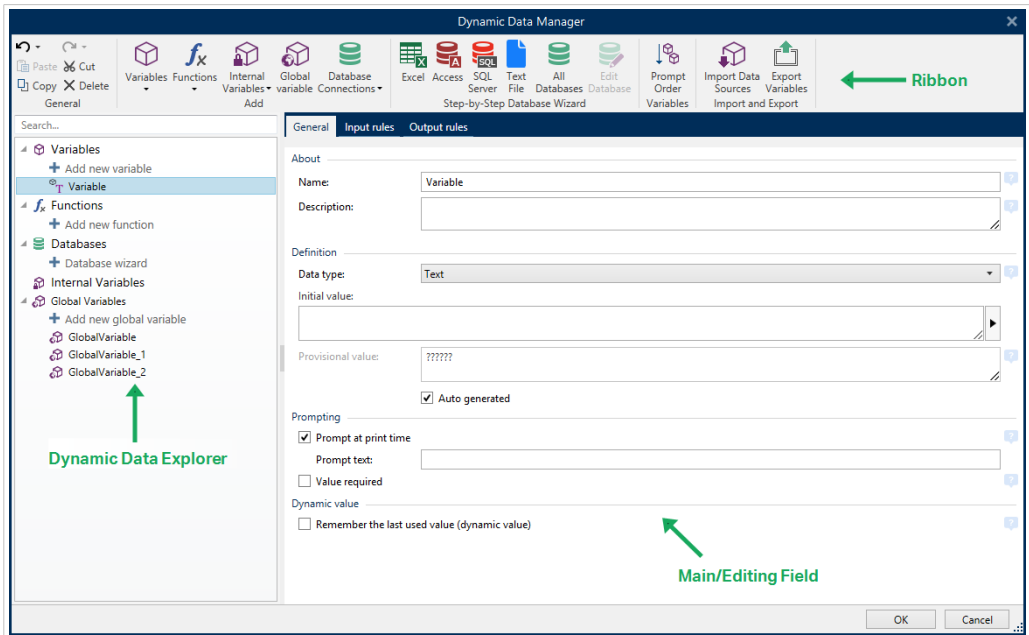 Dynamic Data Manager
Paste Cut
Copy Delete
General
Variables Functions Internal Variables Global variable Database Connections
Add
Excel Access SQL Server Text File All Databases Edit Database
SQL
Step-by-Step Database Wizard
Prompt Order
Variables
Import Data Sources Export Variables
Import and Export
Ribbon
Search...
General Input rules Output rules
Variables
Add new variable
Variable
Functions
Add new function
Databases
Database wizard
Internal Variables
Global Variables
Add new global variable
GlobalVariable
GlobalVariable_1
GlobalVariable_2
Dynamic Data Explorer
About
Name: Variable
Description:
Definition
Data type: Text
Initial value:
Provisional value: ??????
Auto generated
Prompting
Prompt at print time
Prompt text:
Value required
Dynamic value
Remember the last used value (dynamic value)
Main/Editing Field
OK Cancel